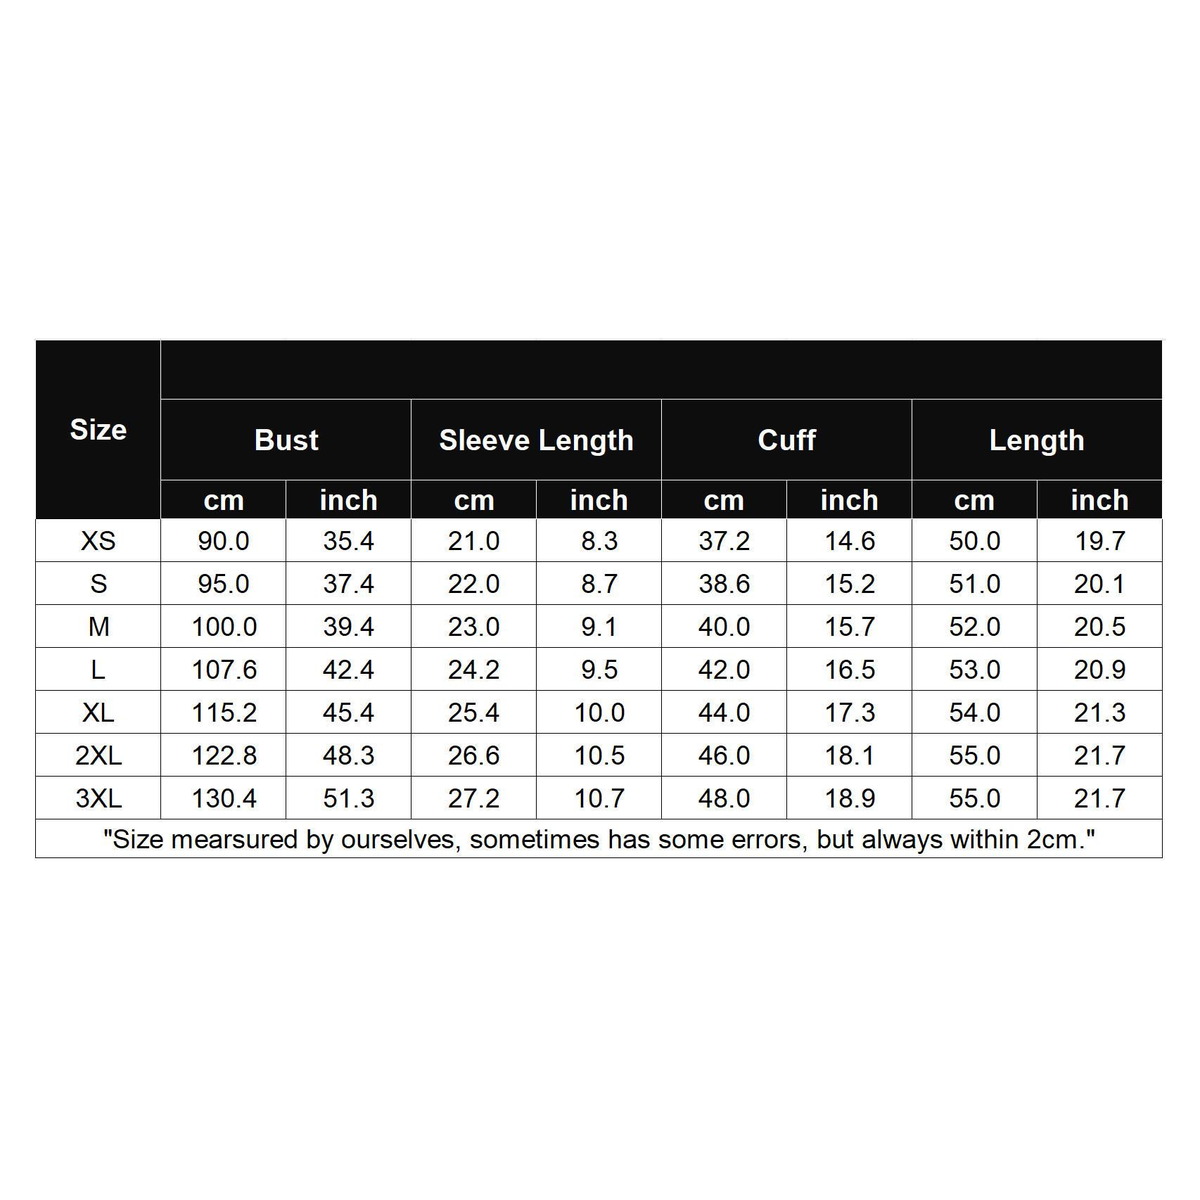 Size
Bust Sleeve Length Cuff Length
cm inch cm inch cm inch cm inch
XS 90.0 35.4 21.0 8.3 37.2 14.6 50.0 19.7
S 95.0 37.4 22.0 8.7 38.6 15.2 51.0 20.1
M 100.0 39.4 23.0 9.1 40.0 15.7 52.0 20.5
L 107.6 42.4 24.2 9.5 42.0 16.5 53.0 20.9
XL 115.2 45.4 25.4 10.0 44.0 17.3 54.0 21.3
2XL 122.8 48.3 26.6 10.5 46.0 18.1 55.0 21.7
3XL 130.4 51.3 27.2 10.7 48.0 18.9 55.0 21.7
"Size mearsured by ourselves, sometimes has some errors, but always within 2cm."